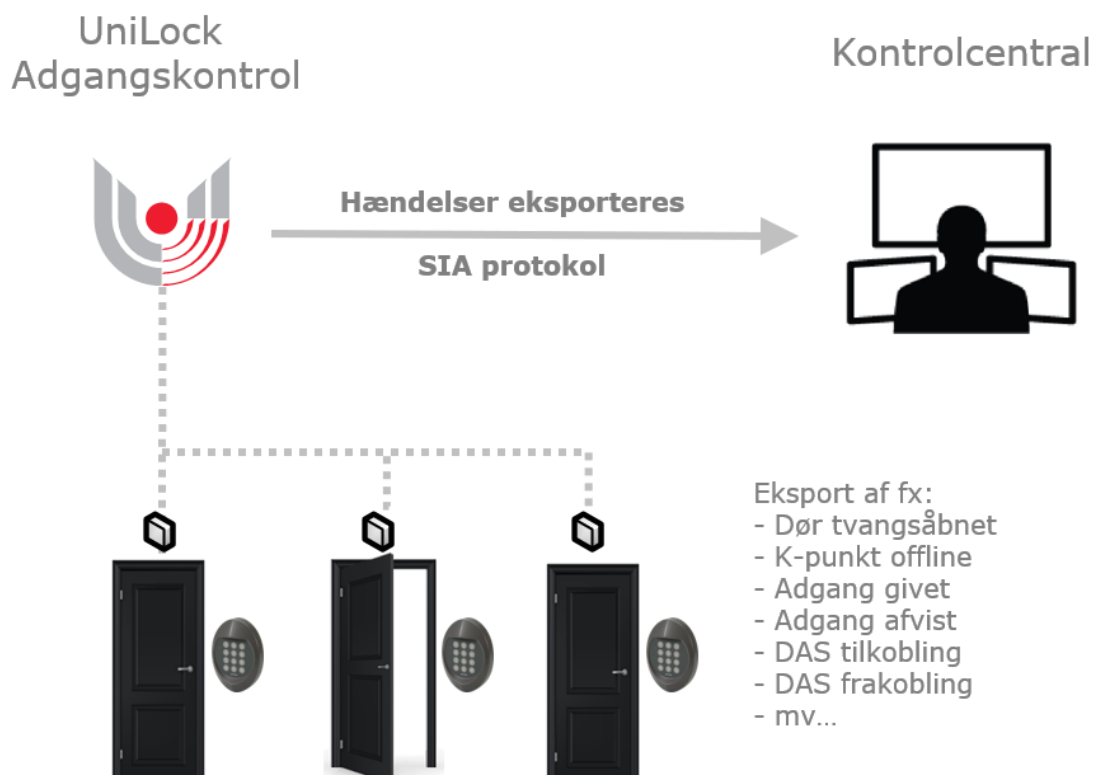 UniLock
Adgangskontrol
Kontrolcentral
Hændelser eksporteres
SIA protokol
Eksport af fx:
- Dør tvangsåbnet
- K-punkt offline
- Adgang givet
- Adgang afvist
- DAS tilkobling
- DAS frakobling
- mv...